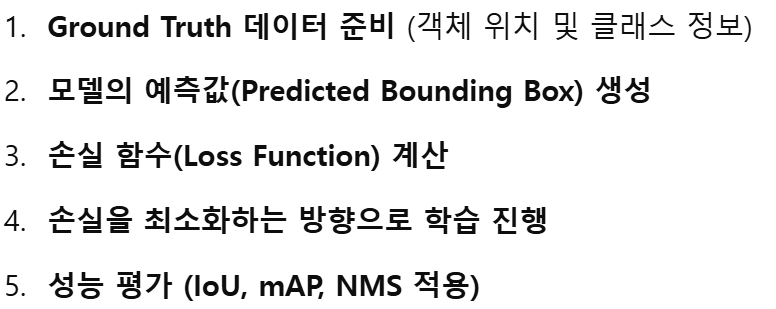 1. Ground Truth 데이터 준비 (객체 위치 및 클래스 정보)
2. 모델의 예측값(Predicted Bounding Box) 생성
3. 손실 함수(Loss Function) 계산
4. 손실을 최소화하는 방향으로 학습 진행
5. 성능 평가 (IoU, mAP, NMS 적용)